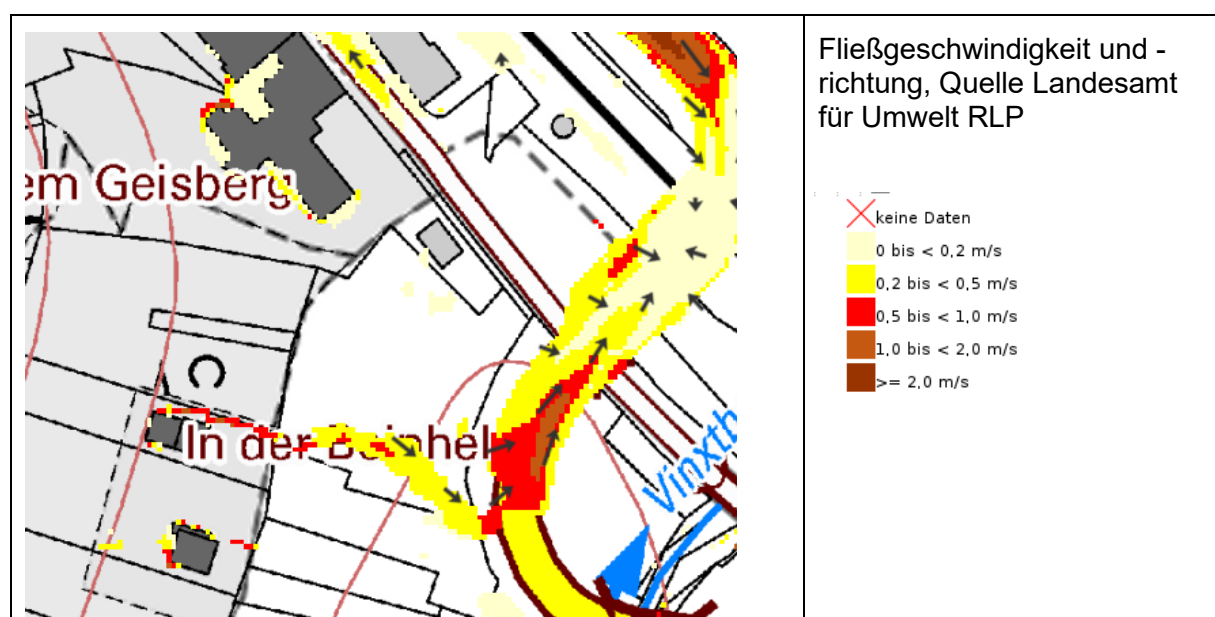 Fließgeschwindigkeit und -
richtung, Quelle Landesamt
für Umwelt RLP
em Geisberg
In der Beinhel
Vinxtb
keine Daten
0 bis < 0,2 m/s
0,2 bis < 0,5 m/s
0,5 bis < 1,0 m/s
1,0 bis < 2,0 m/s
>= 2,0 m/s